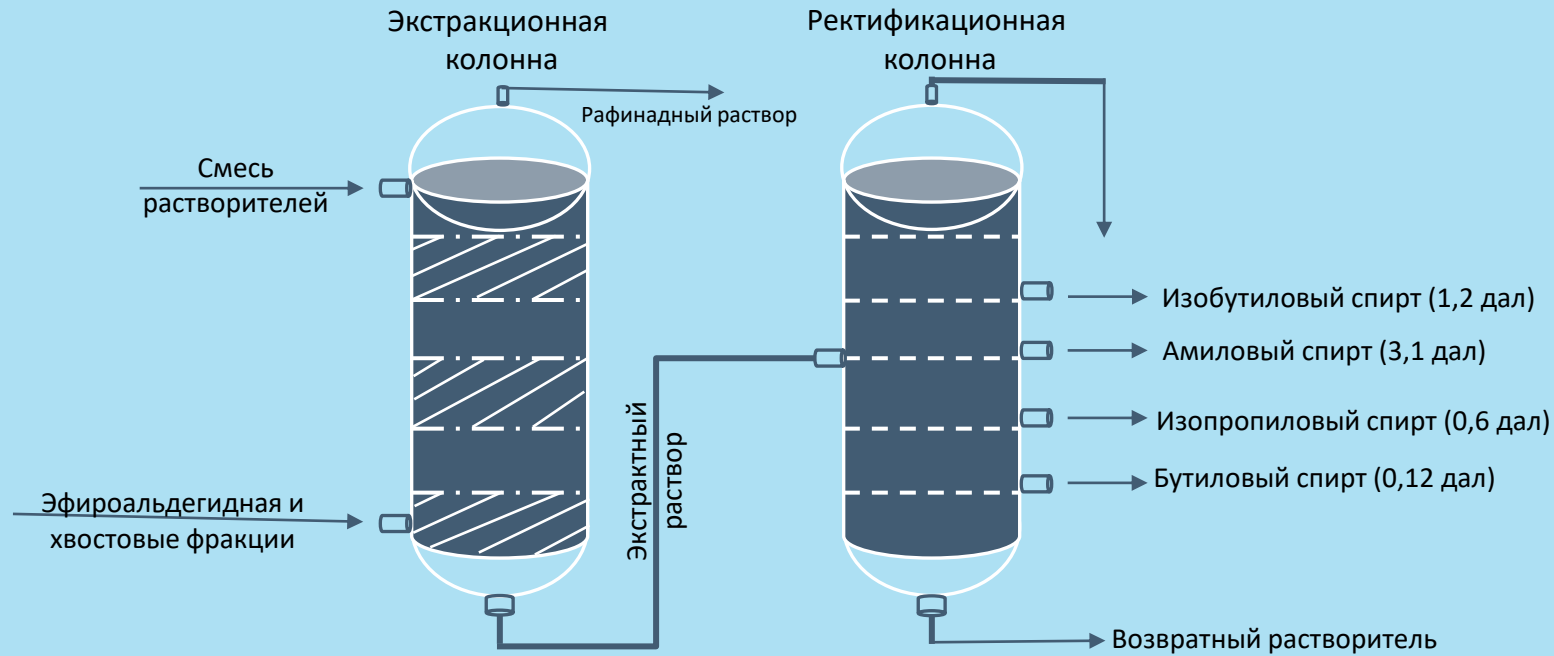 Экстракционная
колонна
Ректификационная
колонна
Рафинадный раствор
Смесь
растворителей
Эфироальдегидная и
хвостовые фракции
Экстрактный
раствор
Изобутиловый спирт (1,2 дал)
Амиловый спирт (3,1 дал)
Изопропиловый спирт (0,6 дал)
Бутиловый спирт (0,12 дал)
Возвратный растворитель